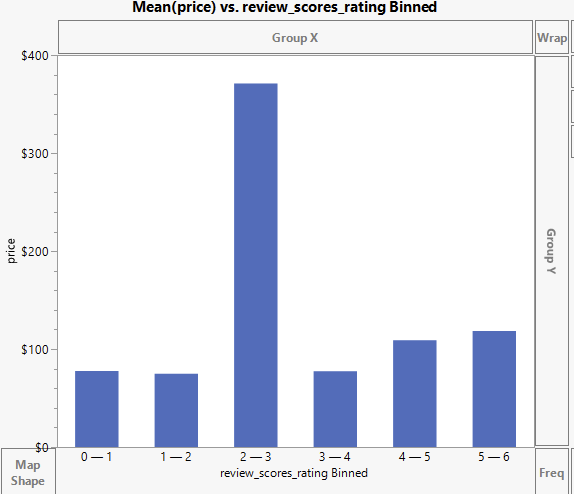 Mean(price) vs. review_scores_rating Binned
Group X
Wrap
$400
$300
$200
$100
$0
price
Group Y
0 — 1
1 — 2
2 — 3
3 — 4
4 — 5
5 — 6
review_scores_rating Binned
Map
Shape
Freq